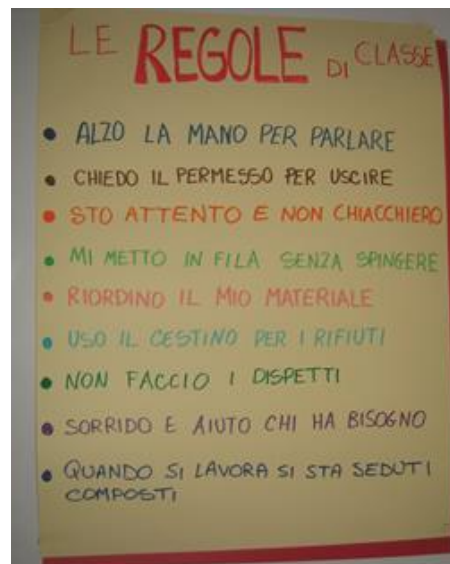 LE REGOLE DI CLASSE
• ALZO LA MANO PER PARLARE
• CHIEDO IL PERMESSO PER USCIRE
• STO ATTENTO E NON CHIACCHIERO
• MI METTO IN FILA SENZA SPINGERE
• RIORDINO IL MIO MATERIALE
• USO IL CESTINO PER I RIFIUTI
• NON FACCIO I DISPETTI
• SORRIDO E AIUTO CHI HA BISOGNO
• QUANDO SI LAVORA SI STA SEDUTI
COMPOSTI